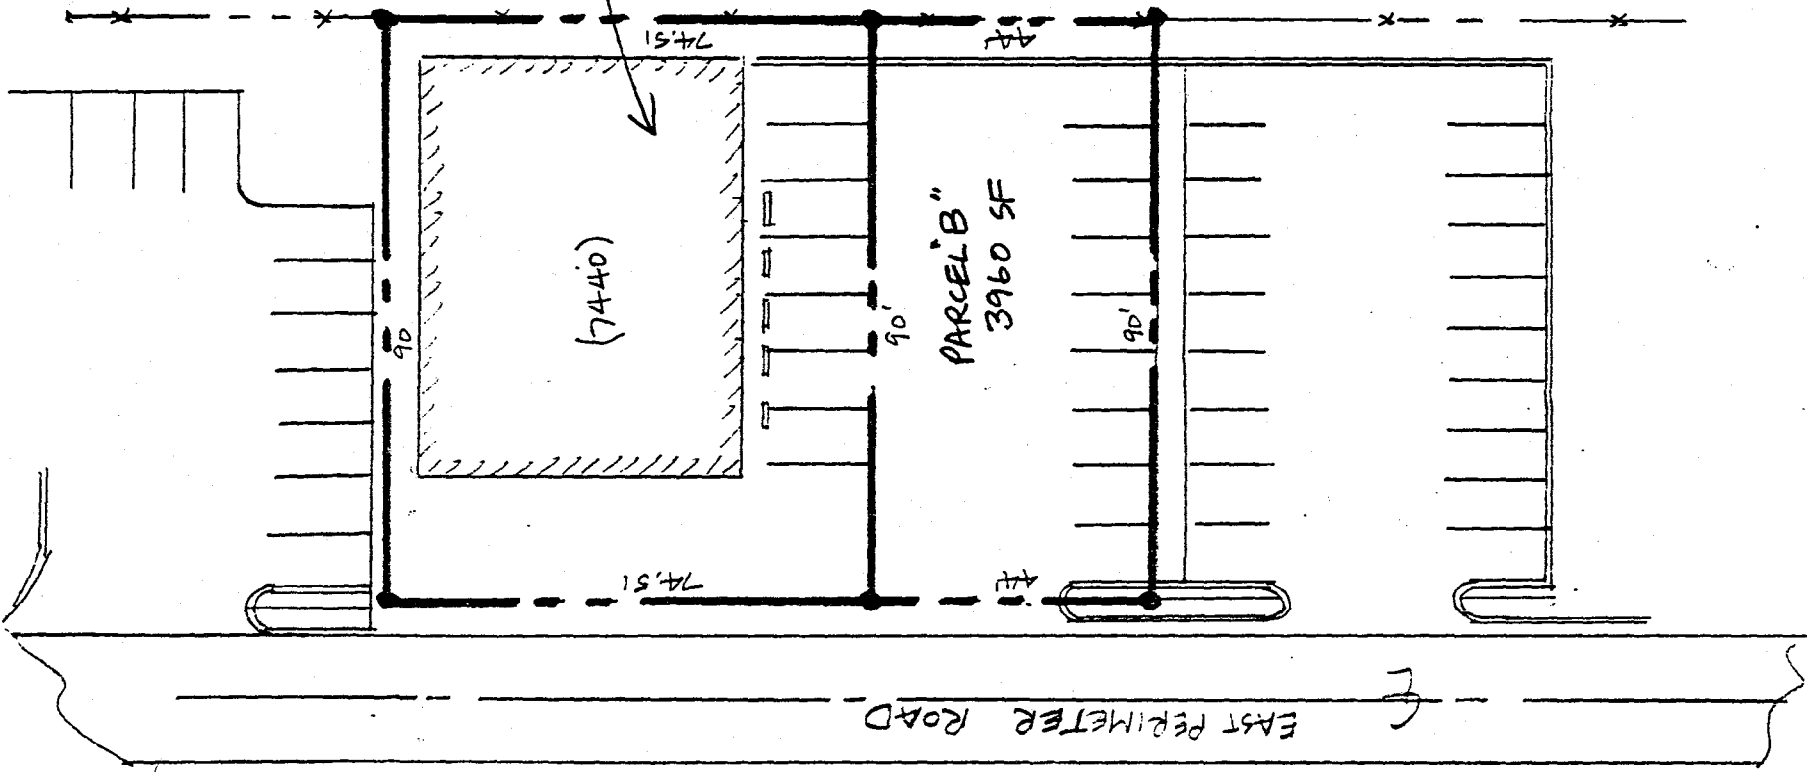 74.51
44
(7440)
PARCEL "B"
3960 SF
90
90'
90'
74.51
44
EAST PERIMETER ROAD